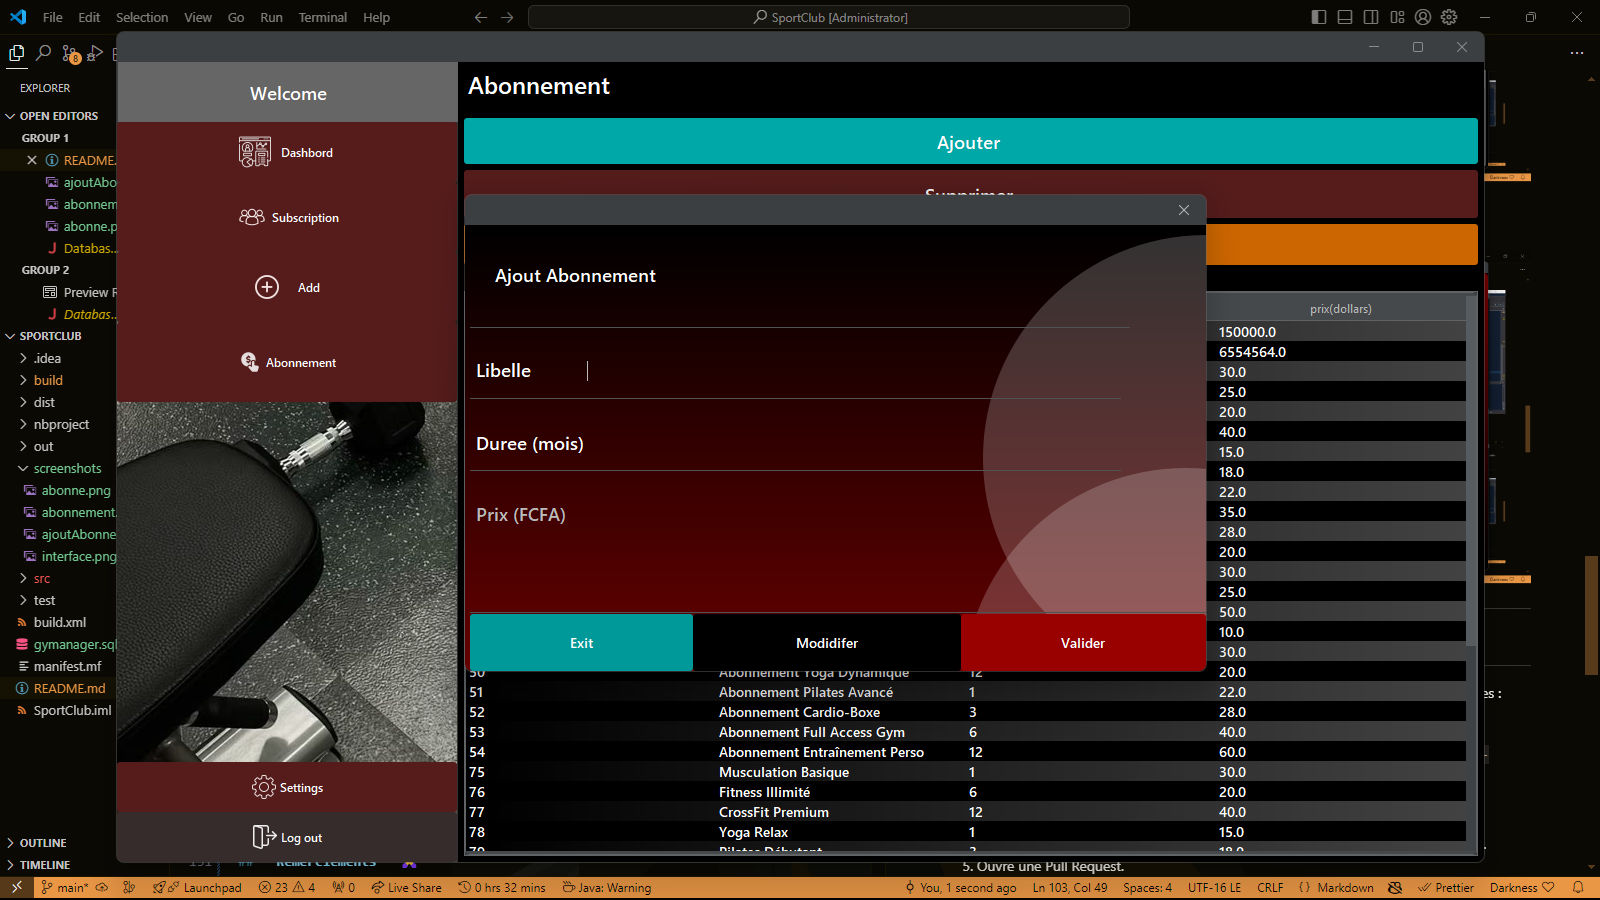 File Edit Selection View Go Run Terminal Help
SportClub [Administrator]
EXPLORER
OPEN EDITORS
GROUP 1
README.
ajoutAbo
abonnem
abonne.p
Databas...
GROUP 2
Preview R
Databas...
SPORTCLUB
.idea
build
dist
nbproject
out
screenshots
abonne.png
abonnement.
ajoutAbonne
interface.png
src
test
build.xml
gymanager.sql
manifest.mf
README.md
SportClub.iml
OUTLINE
TIMELINE
Welcome
Dashbord
Subscription
Add
Abonnement
Settings
Log out
Abonnement
Ajouter
Supprimer
Ajout Abonnement
Libelle
Duree (mois)
Prix (FCFA)
Exit Modidifer Valider
prix(dollars)
150000.0
6554564.0
30.0
25.0
20.0
40.0
15.0
18.0
22.0
35.0
28.0
20.0
30.0
25.0
50.0
10.0
30.0
50 Abonnement Yoga Dynamique 12 20.0
51 Abonnement Pilates Avancé 1 22.0
52 Abonnement Cardio-Boxe 3 28.0
53 Abonnement Full Access Gym 6 40.0
54 Abonnement Entraînement Perso 12 60.0
75 Musculation Basique 1 30.0
76 Fitness Illimité 6 20.0
77 CrossFit Premium 12 40.0
78 Yoga Relax 1 15.0
79 Pilates Débutant 3 18.0
es :
151 ## Remerciements
5. Ouvre une Pull Request.
main* Launchpad 23 4 0 Live Share 0 hrs 32 mins Java: Warning You, 1 second ago Ln 103, Col 49 Spaces: 4 UTF-16 LE CRLF {} Markdown Prettier Darkness